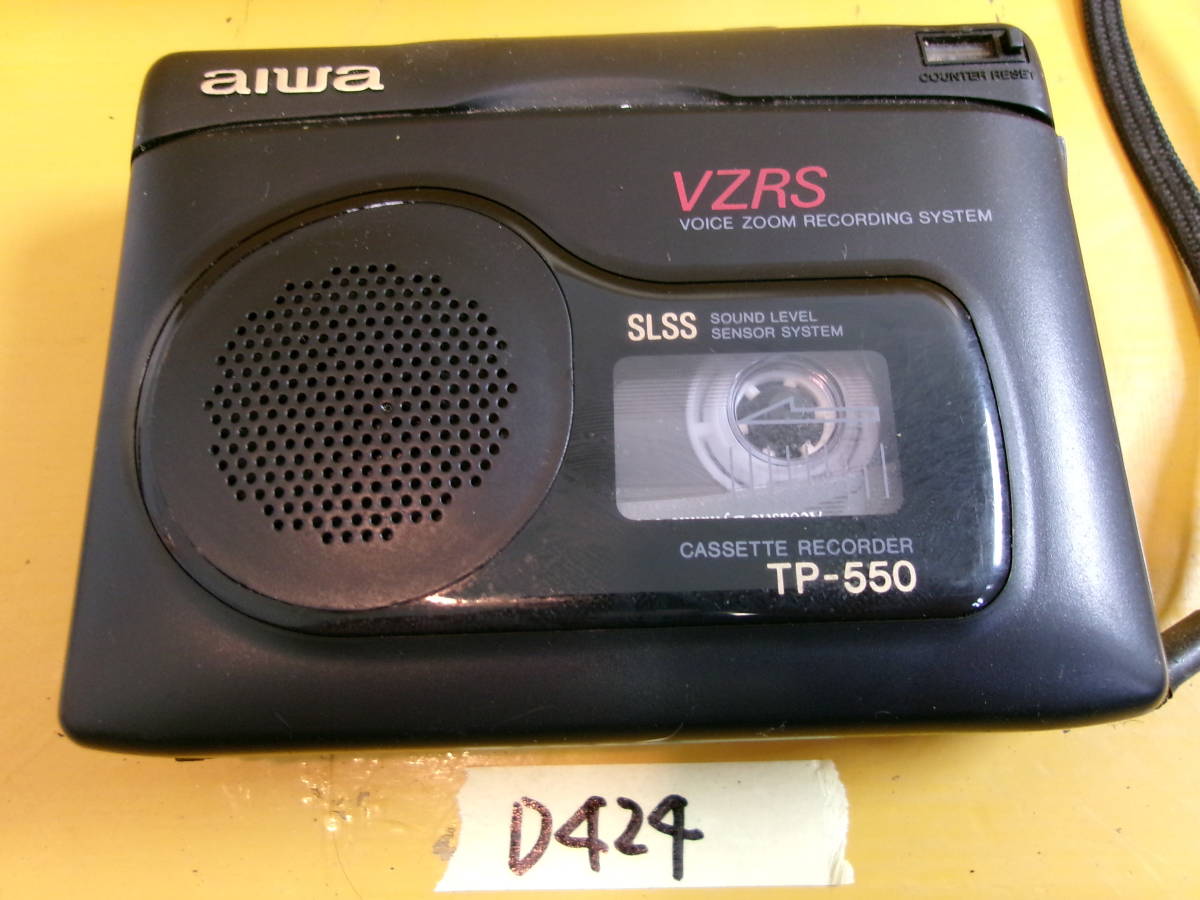 aiwa
COUNTER RESET
VZRS
VOICE ZOOM RECORDING SYSTEM
SLSS
SOUND LEVEL
SENSOR SYSTEM
CASSETTE RECORDER
TP-550
D424